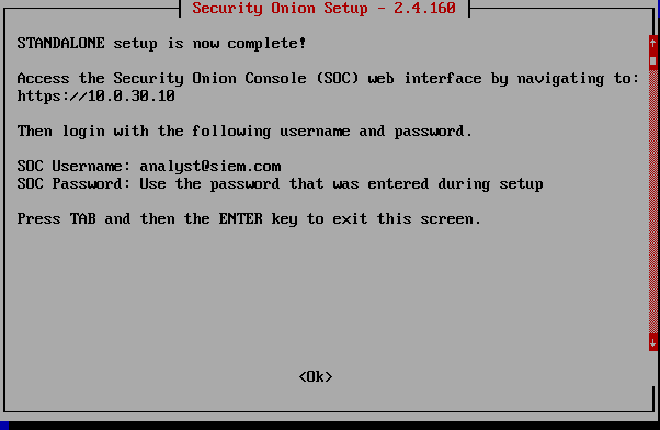 Security Onion Setup - 2.4.160
STANDALONE setup is now complete!
Access the Security Onion Console (SOC) web interface by navigating to:
https://10.0.30.10
Then login with the following username and password.
SOC Username: analyst@siem.com
SOC Password: Use the password that was entered during setup
Press TAB and then the ENTER key to exit this screen.
<Ok>